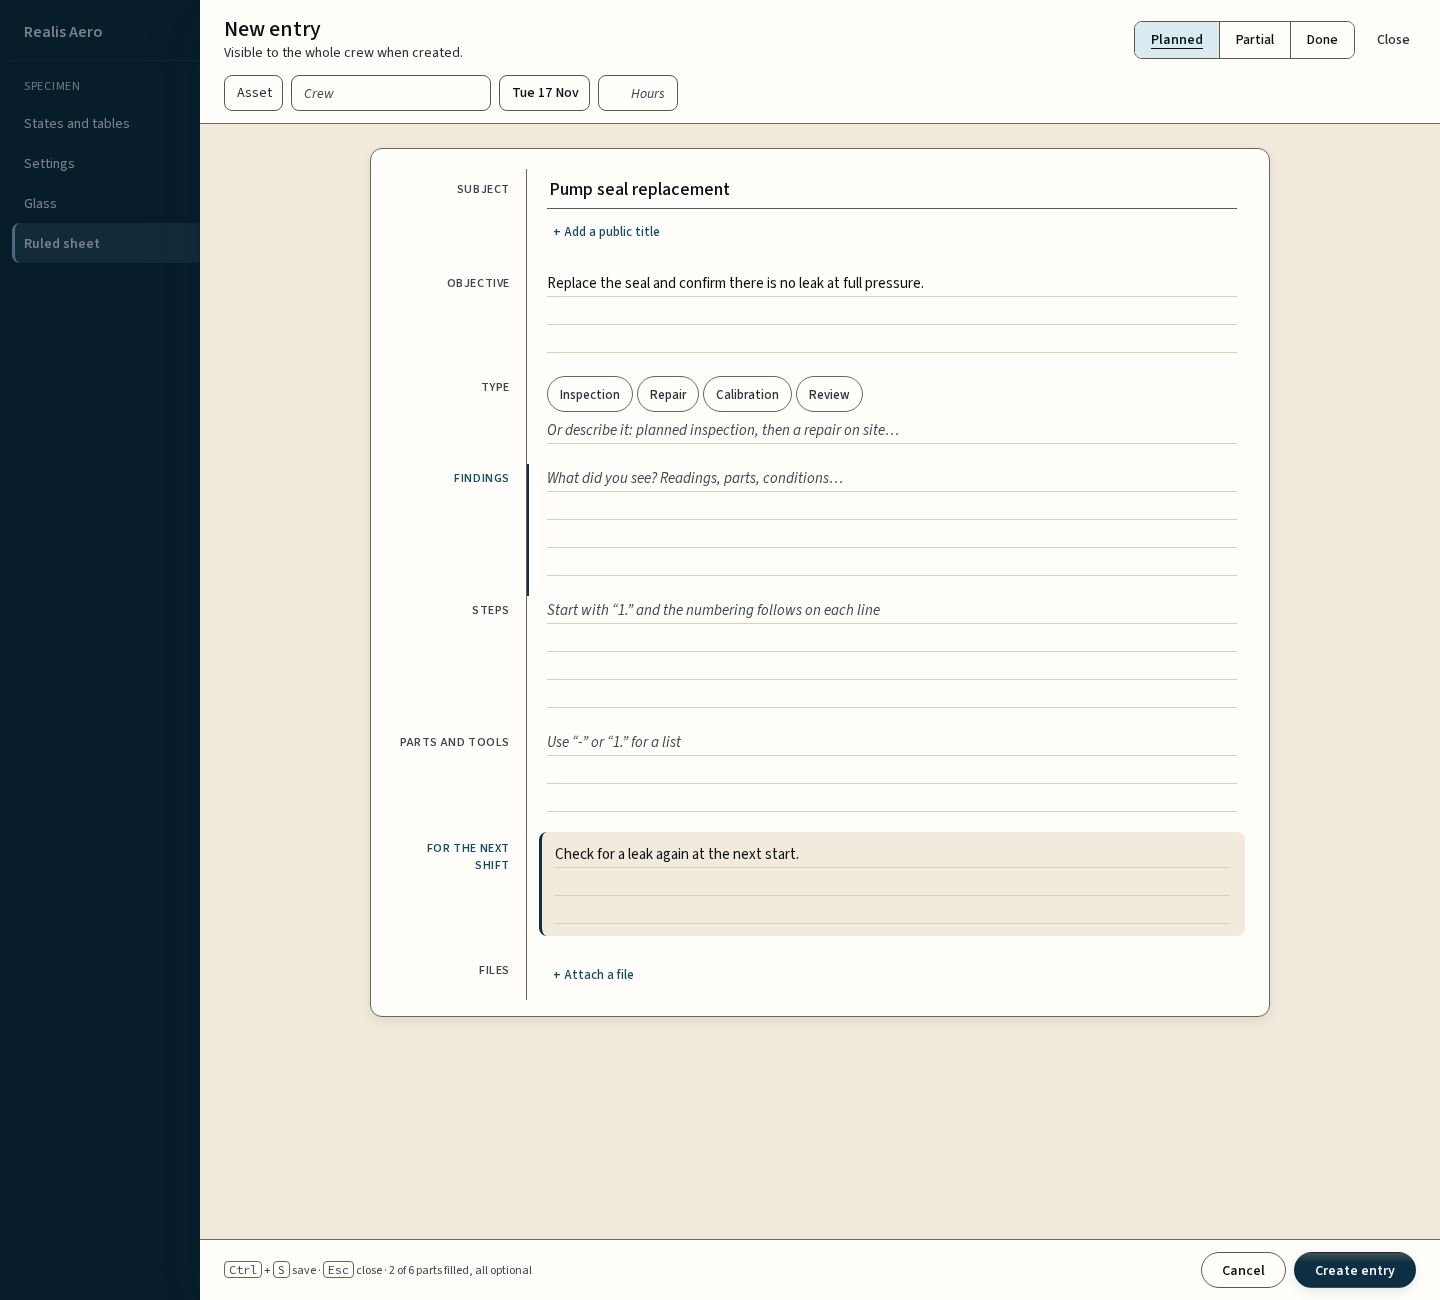 Realis Aero
SPECIMEN
States and tables
Settings
Glass
Ruled sheet
New entry
Visible to the whole crew when created.
Planned
Partial
Done
Close
Asset
Crew
Tue 17 Nov
Hours
SUBJECT
Pump seal replacement
+ Add a public title
OBJECTIVE
Replace the seal and confirm there is no leak at full pressure.
TYPE
Inspection
Repair
Calibration
Review
Or describe it: planned inspection, then a repair on site…
FINDINGS
What did you see? Readings, parts, conditions…
STEPS
Start with “1.” and the numbering follows on each line
PARTS AND TOOLS
Use “-” or “1.” for a list
FOR THE NEXT
SHIFT
Check for a leak again at the next start.
FILES
+ Attach a file
Ctrl + S save · Esc close · 2 of 6 parts filled, all optional
Cancel
Create entry